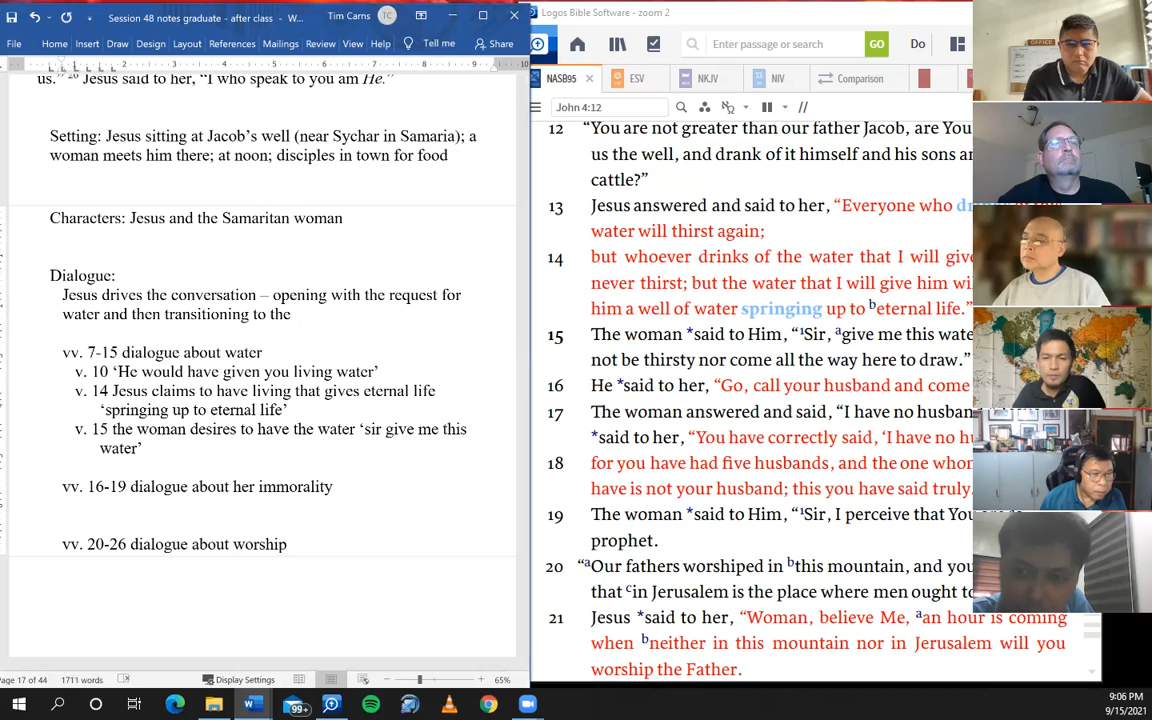 Session 48 notes graduate - after class - W...
Tim Carns
TC
File Home Insert Draw Design Layout References Mailings Review View Help Tell me Share
us." 26 Jesus said to her, "I who speak to you am He."
Setting: Jesus sitting at Jacob's well (near Sychar in Samaria); a
woman meets him there; at noon; disciples in town for food
Characters: Jesus and the Samaritan woman
Dialogue:
Jesus drives the conversation – opening with the request for
water and then transitioning to the
vv. 7-15 dialogue about water
v. 10 'He would have given you living water'
v. 14 Jesus claims to have living that gives eternal life
'springing up to eternal life'
v. 15 the woman desires to have the water 'sir give me this
water'
vv. 16-19 dialogue about her immorality
vv. 20-26 dialogue about worship
Page 17 of 44 1711 words Display Settings 65%
Logos Bible Software - zoom 2
Enter passage or search GO Do
NASB95 ESV NKJV NIV Comparison
John 4:12
12 "You are not greater than our father Jacob, are You
us the well, and drank of it himself and his sons an
cattle?"
13 Jesus answered and said to her, "Everyone who
water will thirst again;
14 but whoever drinks of the water that I will give
never thirst; but the water that I will give him wi
him a well of water springing up to b eternal life."
15 The woman *said to Him, "1Sir, a give me this wate
not be thirsty nor come all the way here to draw."
16 He *said to her, "Go, call your husband and come
17 The woman answered and said, "I have no husban
*said to her, "You have correctly said, 'I have no hu
18 for you have had five husbands, and the one whom
have is not your husband; this you have said truly.
19 The woman *said to Him, "1Sir, I perceive that You
prophet.
20 "aOur fathers worshiped in b this mountain, and you
that c in Jerusalem is the place where men ought to
21 Jesus *said to her, "Woman, believe Me, a an hour is coming
when b neither in this mountain nor in Jerusalem will you
worship the Father.
OFFICE
99+
9:06 PM
9/15/2021